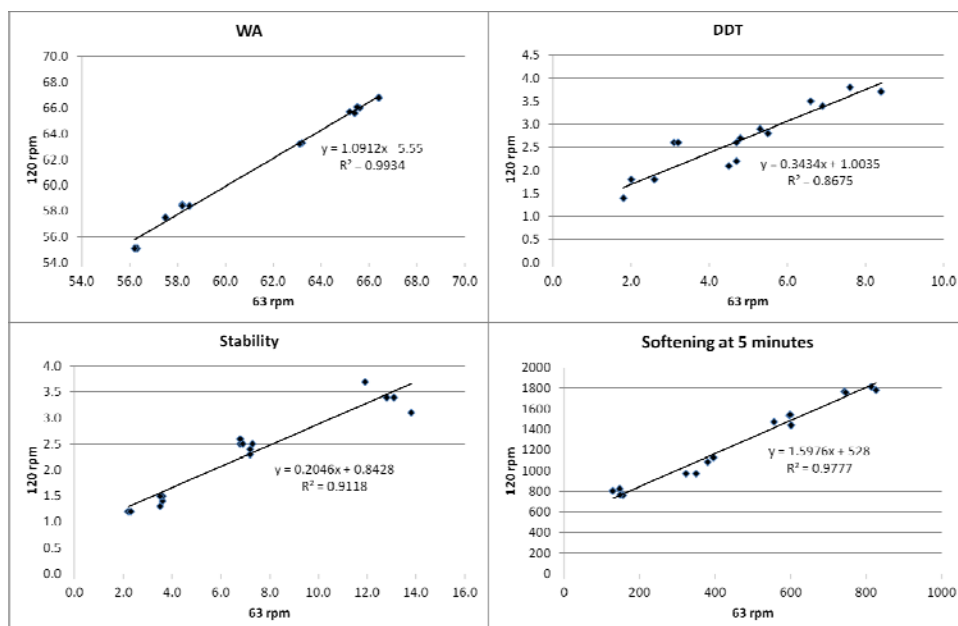 WA
70.0
68.0
66.0
64.0
62.0
60.0
58.0
56.0
54.0
120 rpm
y = 1.0912x - 5.55
R² = 0.9934
54.0 56.0 58.0 60.0 62.0 64.0 66.0 68.0 70.0
63 rpm
DDT
4.5
4.0
3.5
3.0
2.5
2.0
1.5
1.0
0.5
0.0
120 rpm
y = 0.3434x + 1.0035
R² = 0.8675
0.0 2.0 4.0 6.0 8.0 10.0
63 rpm
Stability
4.0
3.5
3.0
2.5
2.0
1.5
1.0
0.5
0.0
120 rpm
y = 0.2046x + 0.8428
R² = 0.9118
0.0 2.0 4.0 6.0 8.0 10.0 12.0 14.0 16.0
63 rpm
Softening at 5 minutes
2000
1800
1600
1400
1200
1000
800
600
400
200
0
120 rpm
y = 1.5976x + 528
R² = 0.9777
0 200 400 600 800 1000
63 rpm